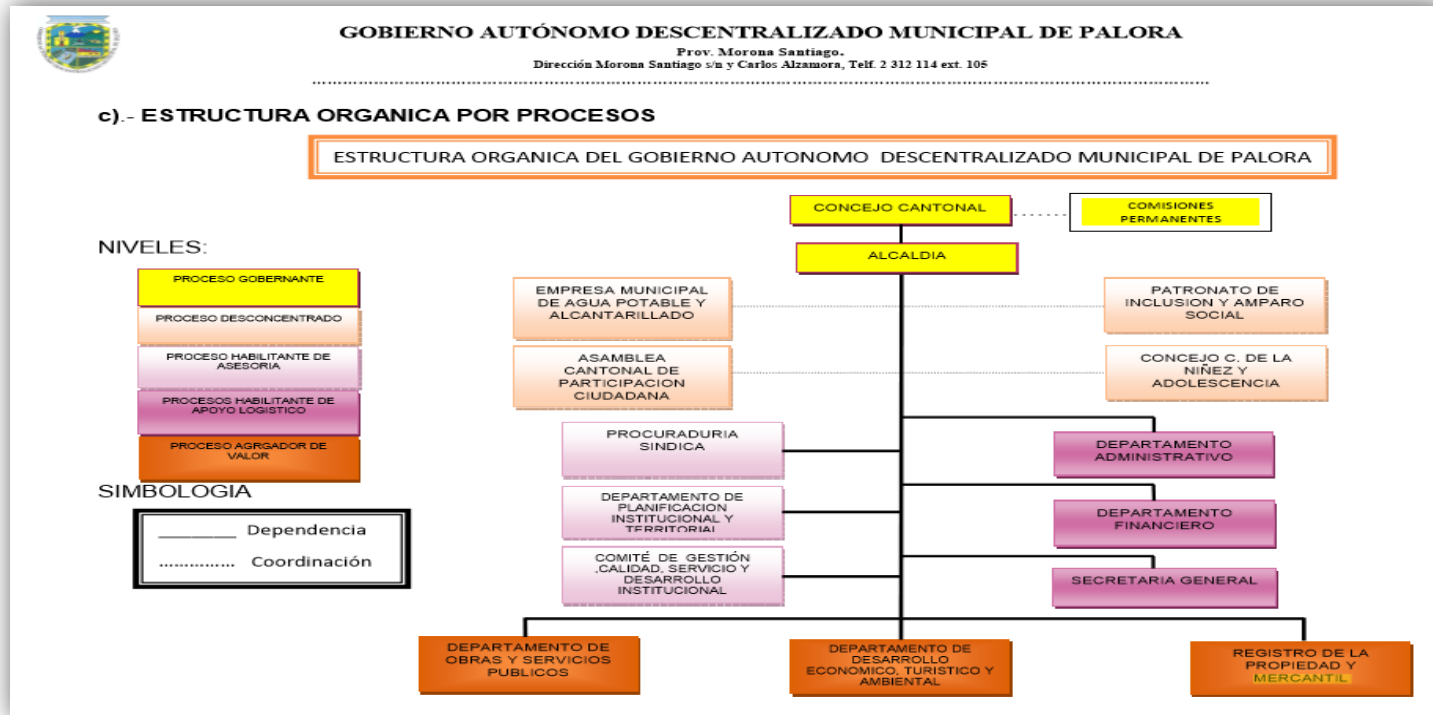 GOBIERNO AUTÓNOMO DESCENTRALIZADO MUNICIPAL DE PALORA
Prov. Morona Santiago.
Dirección Morona Santiago s/n y Carlos Alzamora, Telf. 2 312 114 ext. 105
c).- ESTRUCTURA ORGANICA POR PROCESOS
ESTRUCTURA ORGANICA DEL GOBIERNO AUTONOMO DESCENTRALIZADO MUNICIPAL DE PALORA
CONCEJO CANTONAL
COMISIONES
PERMANENTES
ALCALDIA
NIVELES:
PROCESO GOBERNANTE
PROCESO DESCONCENTRADO
PROCESO HABILITANTE DE
ASESORIA
PROCESOS HABILITANTE DE
APOYO LOGISTICO
PROCESO AGRGADOR DE
VALOR
SIMBOLOGIA
________ Dependencia
.............. Coordinación
EMPRESA MUNICIPAL
DE AGUA POTABLE Y
ALCANTARILLADO
PATRONATO DE
INCLUSION Y AMPARO
SOCIAL
ASAMBLEA
CANTONAL DE
PARTICIPACION
CIUDADANA
CONCEJO C. DE LA
NIÑEZ Y
ADOLESCENCIA
PROCURADURIA
SINDICA
DEPARTAMENTO
ADMINISTRATIVO
DEPARTAMENTO DE
PLANIFICACION
INSTITUCIONAL Y
TERRITORIAL
DEPARTAMENTO
FINANCIERO
COMITÉ DE GESTIÓN
,CALIDAD, SERVICIO Y
DESARROLLO
INSTITUCIONAL
SECRETARIA GENERAL
DEPARTAMENTO DE
OBRAS Y SERVICIOS
PUBLICOS
DEPARTAMENTO DE
DESARROLLO
ECONOMICO, TURISTICO Y
AMBIENTAL
REGISTRO DE LA
PROPIEDAD Y
MERCANTIL